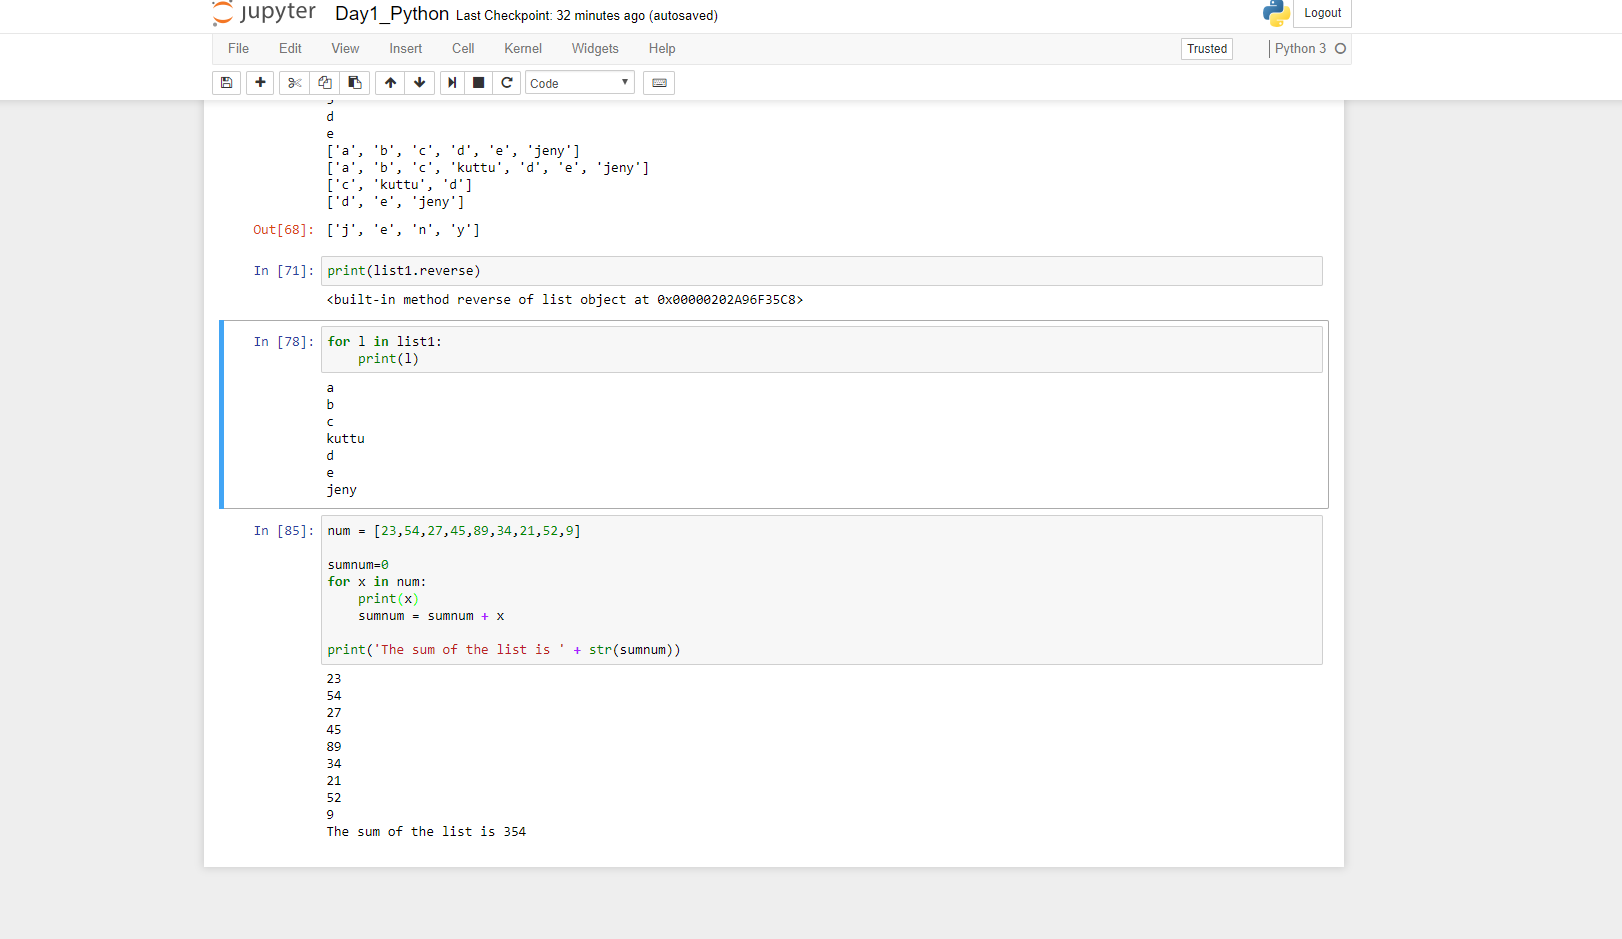 jupyter Day1_Python Last Checkpoint: 32 minutes ago (autosaved) Logout
File Edit View Insert Cell Kernel Widgets Help Trusted Python 3
Code
d
e
['a', 'b', 'c', 'd', 'e', 'jeny']
['a', 'b', 'c', 'kuttu', 'd', 'e', 'jeny']
['c', 'kuttu', 'd']
['d', 'e', 'jeny']
Out[68]: ['j', 'e', 'n', 'y']
In [71]: print(list1.reverse)
<built-in method reverse of list object at 0x00000202A96F35C8>
In [78]: for l in list1:
    print(l)
a
b
c
kuttu
d
e
jeny
In [85]: num = [23,54,27,45,89,34,21,52,9]
sumnum=0
for x in num:
    print(x)
    sumnum = sumnum + x
print('The sum of the list is ' + str(sumnum))
23
54
27
45
89
34
21
52
9
The sum of the list is 354